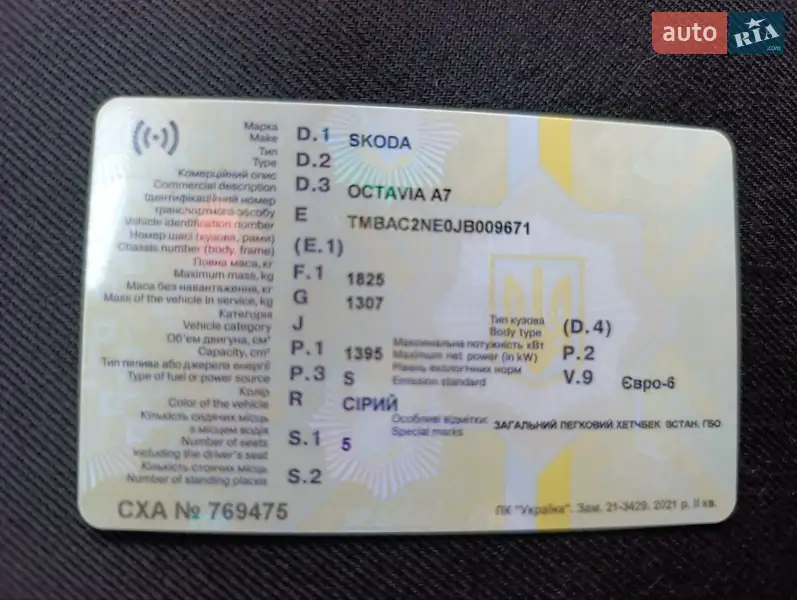 auto RIA .com
Марка
Make D.1 SKODA
Тип
Type D.2
Комерційний опис
Commercial description D.3 OCTAVIA A7
Ідентифікаційний номер
транспортного засобу E TMBAC2NE0JB009671
Vehicle identification number
Номер шасі (кузова, рами) (E.1)
Chassis number (body, frame)
Повна маса, кг F.1 1825
Maximum mass, kg
Маса без навантаження, кг G 1307
Mass of the vehicle in service, kg
Категорія J
Vehicle category
Тип кузова (D.4)
Body type
Об'єм двигуна, см³ P.1 1395
Capacity, cm³
Максимальна потужність кВт P.2
Maximum net power (in kW)
Тип палива або джерела енергії P.3 S
Type of fuel or power source
Рівень екологічних норм V.9 Євро-6
Emission standard
Колір R СІРИЙ
Color of the vehicle
Особливі відмітки: ЗАГАЛЬНИЙ ЛЕГКОВИЙ ХЕТЧБЕК ВСТАН. ГБО
Special marks
Кількість сидячих місць
з місцем водія S.1 5
Number of seats
including the driver's seat
Кількість стоячих місць S.2
Number of standing places
СХА № 769475
ПК "Україна". Зам. 21-3429. 2021 р. II кв.